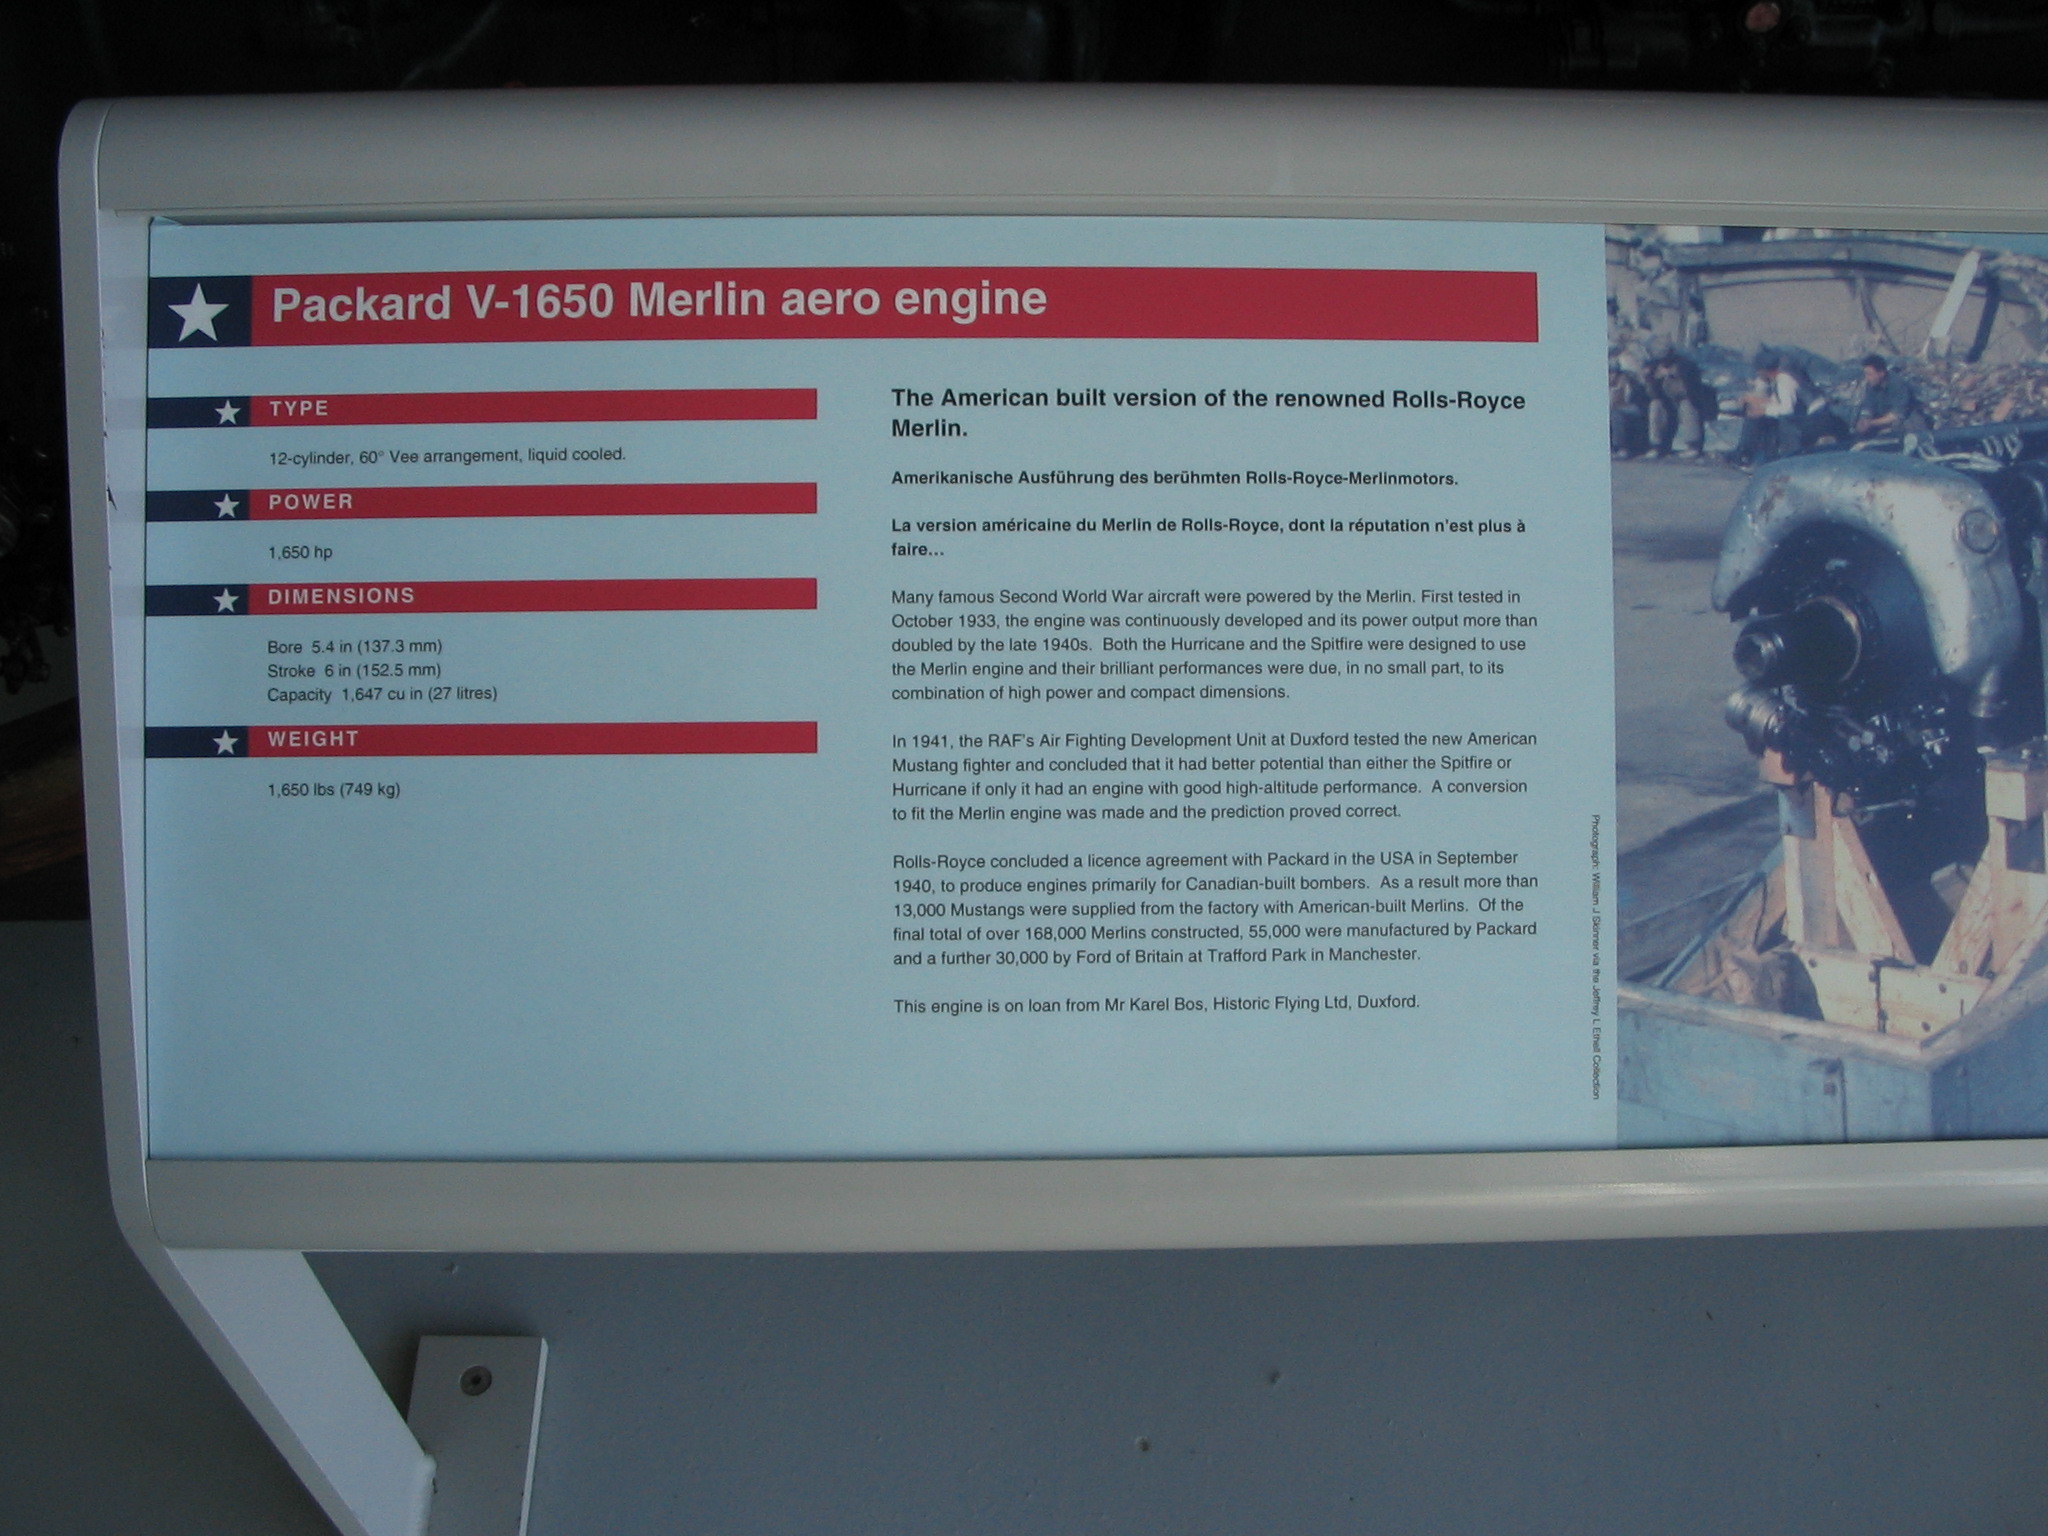 Packard V-1650 Merlin aero engine
TYPE
12-cylinder, 60° Vee arrangement, liquid cooled.
POWER
1,650 hp
DIMENSIONS
Bore 5.4 in (137.3 mm)
Stroke 6 in (152.5 mm)
Capacity 1,647 cu in (27 litres)
WEIGHT
1,650 lbs (749 kg)
The American built version of the renowned Rolls-Royce
Merlin.
Amerikanische Ausführung des berühmten Rolls-Royce-Merlinmotors.
La version américaine du Merlin de Rolls-Royce, dont la réputation n'est plus à
faire...
Many famous Second World War aircraft were powered by the Merlin. First tested in
October 1933, the engine was continuously developed and its power output more than
doubled by the late 1940s. Both the Hurricane and the Spitfire were designed to use
the Merlin engine and their brilliant performances were due, in no small part, to its
combination of high power and compact dimensions.
In 1941, the RAF's Air Fighting Development Unit at Duxford tested the new American
Mustang fighter and concluded that it had better potential than either the Spitfire or
Hurricane if only it had an engine with good high-altitude performance. A conversion
to fit the Merlin engine was made and the prediction proved correct.
Rolls-Royce concluded a licence agreement with Packard in the USA in September
1940, to produce engines primarily for Canadian-built bombers. As a result more than
13,000 Mustangs were supplied from the factory with American-built Merlins. Of the
final total of over 168,000 Merlins constructed, 55,000 were manufactured by Packard
and a further 30,000 by Ford of Britain at Trafford Park in Manchester.
This engine is on loan from Mr Karel Bos, Historic Flying Ltd, Duxford.
Photograph: William J Skinner via the Jeffrey L Ethell Collection